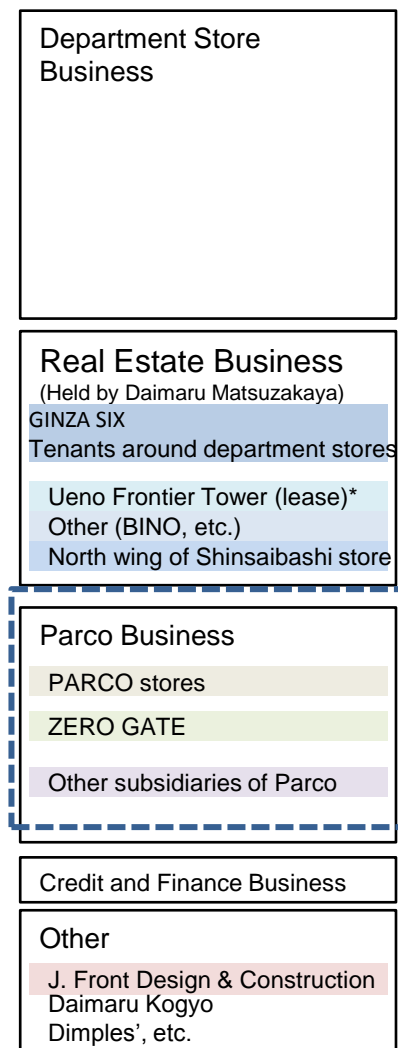 Department Store
Business
Real Estate Business
(Held by Daimaru Matsuzakaya)
GINZA SIX
Tenants around department stores
Ueno Frontier Tower (lease)*
Other (BINO, etc.)
North wing of Shinsaibashi store
Parco Business
PARCO stores
ZERO GATE
Other subsidiaries of Parco
Credit and Finance Business
Other
J. Front Design & Construction
Daimaru Kogyo
Dimples’, etc.